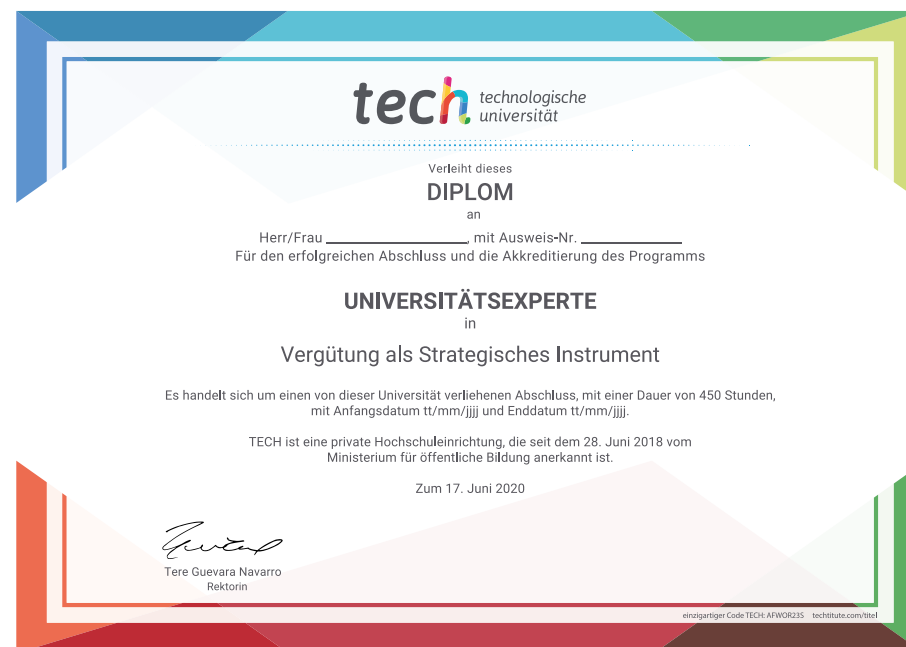 tech technologische
universität
Verleiht dieses
DIPLOM
an
Herr/Frau ____________________, mit Ausweis-Nr. ______________
Für den erfolgreichen Abschluss und die Akkreditierung des Programms
UNIVERSITÄTSEXPERTE
in
Vergütung als Strategisches Instrument
Es handelt sich um einen von dieser Universität verliehenen Abschluss, mit einer Dauer von 450 Stunden,
mit Anfangsdatum tt/mm/jjjj und Enddatum tt/mm/jjjj.
TECH ist eine private Hochschuleinrichtung, die seit dem 28. Juni 2018 vom
Ministerium für öffentliche Bildung anerkannt ist.
Zum 17. Juni 2020
Tere Guevara Navarro
Rektorin
einzigartiger Code TECH: AFWOR23S techtitute.com/titel